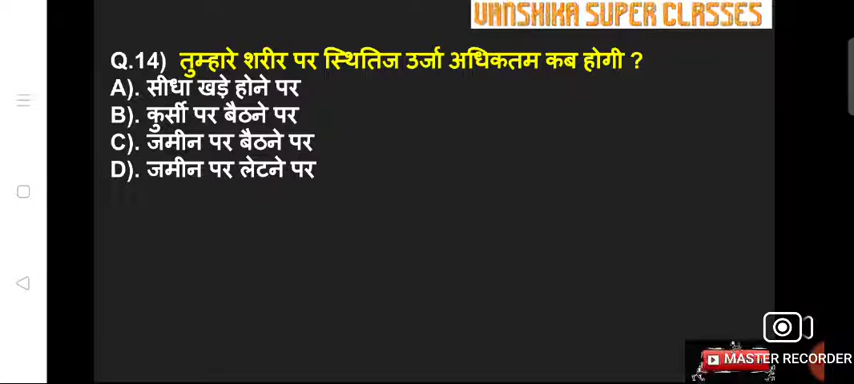 VANSHIKA SUPER CLASSES
Q.14) तुम्हारे शरीर पर स्थितिज उर्जा अधिकतम कब होगी ?
A). सीधा खड़े होने पर
B). कुर्सी पर बैठने पर
C). जमीन पर बैठने पर
D). जमीन पर लेटने पर
MASTER RECORDER